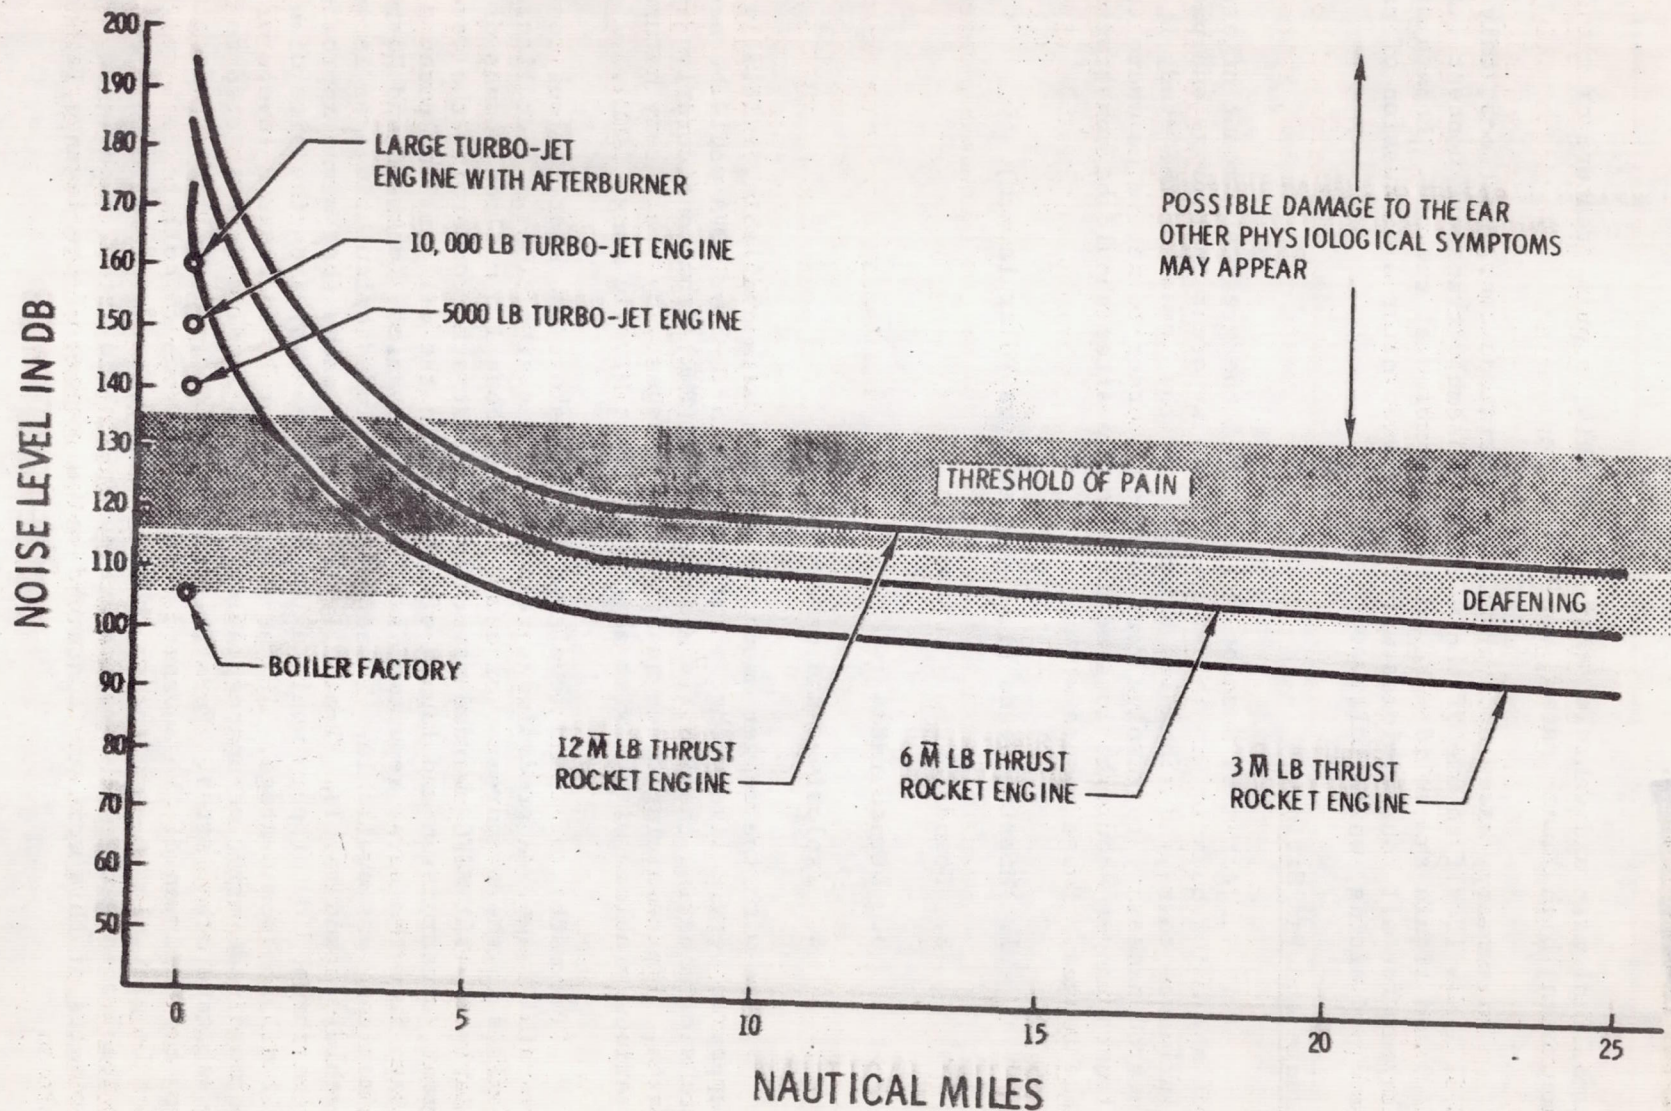 200
190
180
170
160
150
140
130
120
110
100
90
80
70
60
50
NOISE LEVEL IN DB
LARGE TURBO-JET
ENGINE WITH AFTERBURNER
10,000 LB TURBO-JET ENGINE
5000 LB TURBO-JET ENGINE
POSSIBLE DAMAGE TO THE EAR
OTHER PHYSIOLOGICAL SYMPTOMS
MAY APPEAR
THRESHOLD OF PAIN
DEAFENING
BOILER FACTORY
12 M̅ LB THRUST
ROCKET ENGINE
6 M̅ LB THRUST
ROCKET ENGINE
3 M̅ LB THRUST
ROCKET ENGINE
0
5
10
15
20
25
NAUTICAL MILES